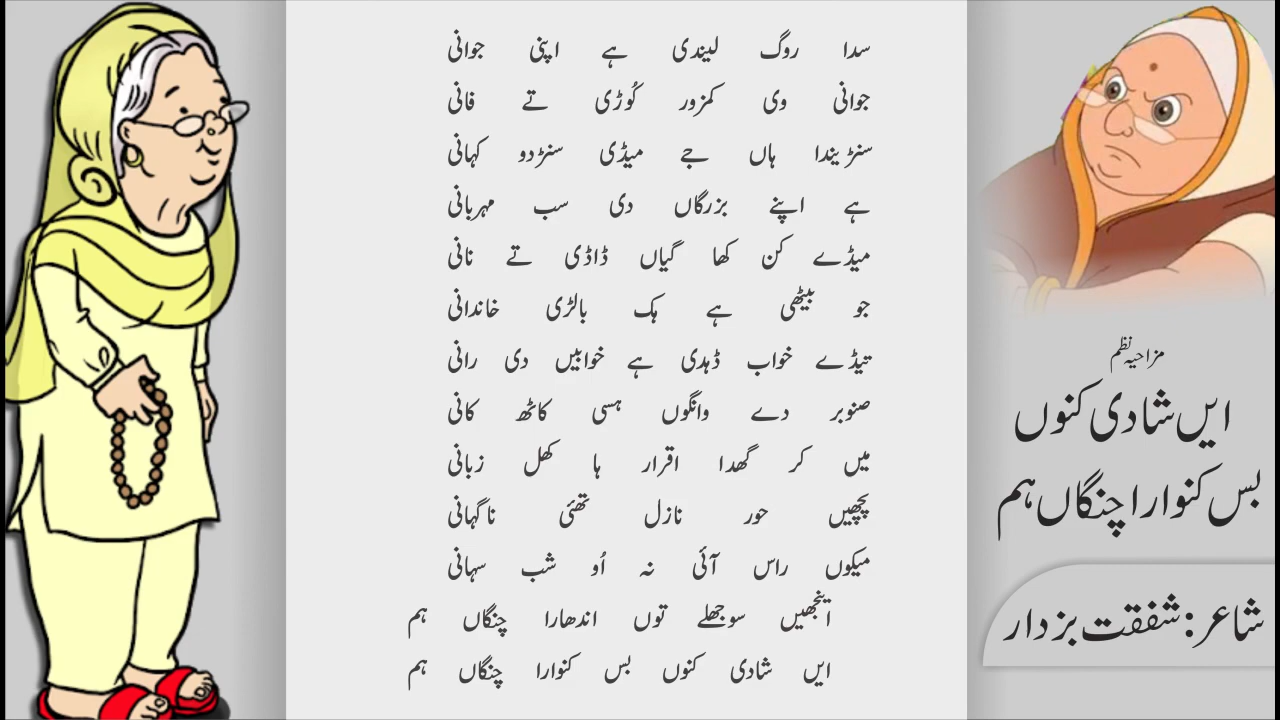 سدا روگ لیندی ہے اپنی جوانی
جوانی وی کمزور کُوڑی تے فانی
سنڑیندا ہاں جے میڈی سنڑدو کہانی
ہے اپنے بزرگاں دی سب مہربانی
میڈے کن کھا گیاں ڈاڈی تے نانی
جو بیٹھی ہے ہک بالڑی خاندانی
تیڈے خواب ڈہدی ہے خوابیں دی رانی
صنوبر دے وانگوں ہسی کاٹھ کانی
میں کر گھدا اقرار ہا کھل زبانی
پچھیں حور نازل تھئی ناگہانی
میکوں راس آئی نہ اُو شب سہانی
اینجھیں سوجھلے توں اندھارا چنگاں ہم
ایں شادی کنوں بس کنوارا چنگاں ہم
مزاحیہ نظم
ایں شادی کنوں
بس کنوارا چنگاں ہم
شاعر: شفقت بزدار